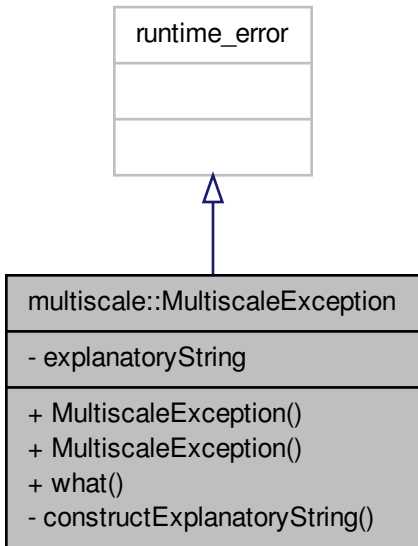 runtime_error
multiscale::MultiscaleException
- explanatoryString
+ MultiscaleException()
+ MultiscaleException()
+ what()
- constructExplanatoryString()